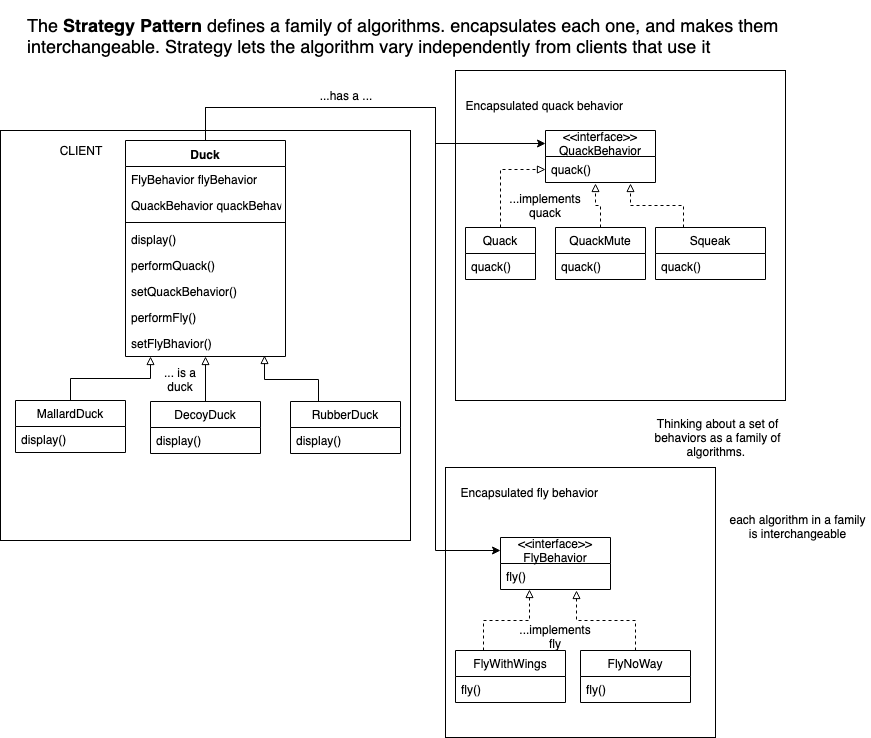 The Strategy Pattern defines a family of algorithms. encapsulates each one, and makes them
intercheangeable. Strategy lets the algorithm vary independently from clients that use it
...has a ...
Encapsulated quack behavior
CLIENT
<<interface>>
QuackBehavior
quack()
Duck
FlyBehavior flyBehavior
QuackBehavior quackBehav
display()
performQuack()
setQuackBehavior()
performFly()
setFlyBhavior()
...implements
quack
Quack
quack()
QuackMute
quack()
Squeak
quack()
... is a
duck
MallardDuck
display()
DecoyDuck
display()
RubberDuck
display()
Thinking about a set of
behaviors as a family of
algorithms.
Encapsulated fly behavior
each algorithm in a family
is interchangeable
<<interface>>
FlyBehavior
fly()
...implements
fly
FlyWithWings
fly()
FlyNoWay
fly()